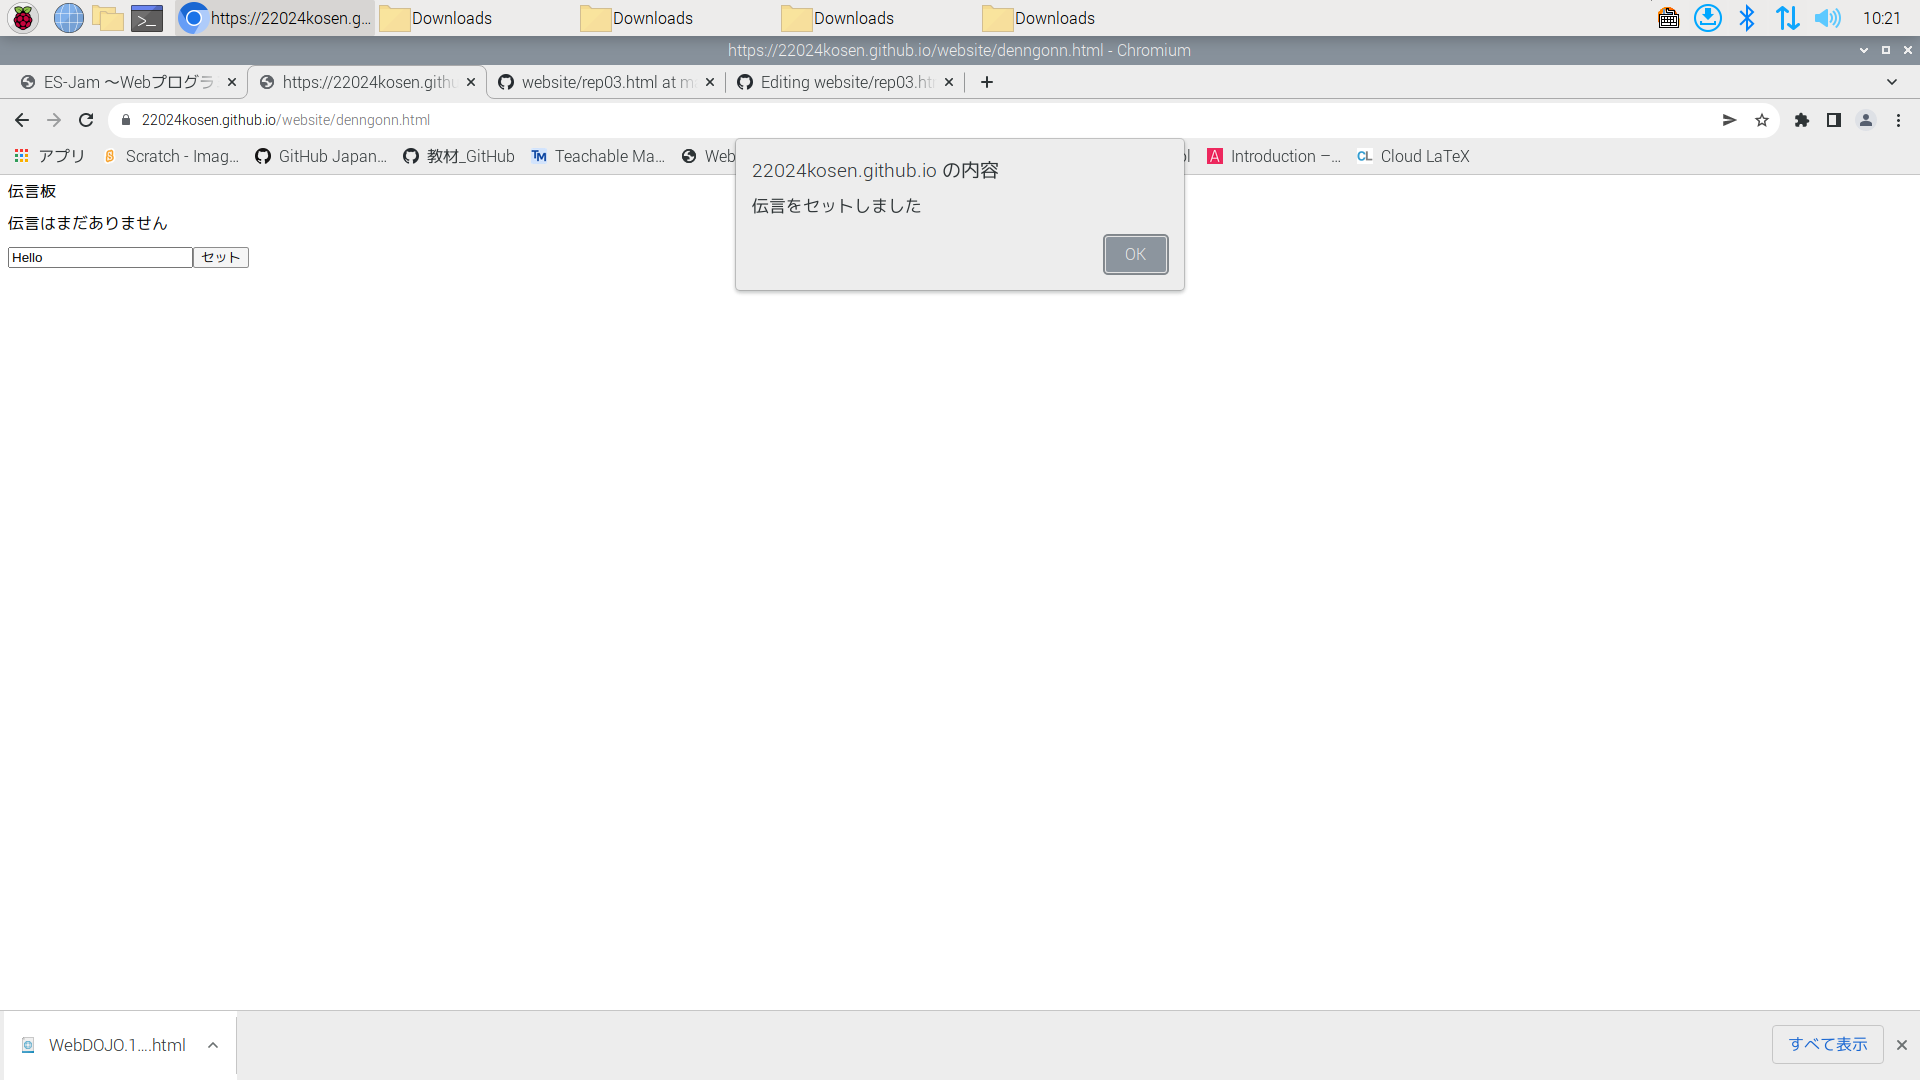 https://22024kosen.g...
Downloads
Downloads
Downloads
Downloads
10:21
https://22024kosen.github.io/website/denngonn.html - Chromium
ES-Jam ～Webプログラ
https://22024kosen.githu
website/rep03.html at m
Editing website/rep03.ht
22024kosen.github.io/website/denngonn.html
アプリ
Scratch - Imag...
GitHub Japan...
教材_GitHub
TM Teachable Ma...
Web
A Introduction –...
CL Cloud LaTeX
22024kosen.github.io の内容
伝言をセットしました
OK
伝言板
伝言はまだありません
Hello
セット
WebDOJO.1....html
すべて表示